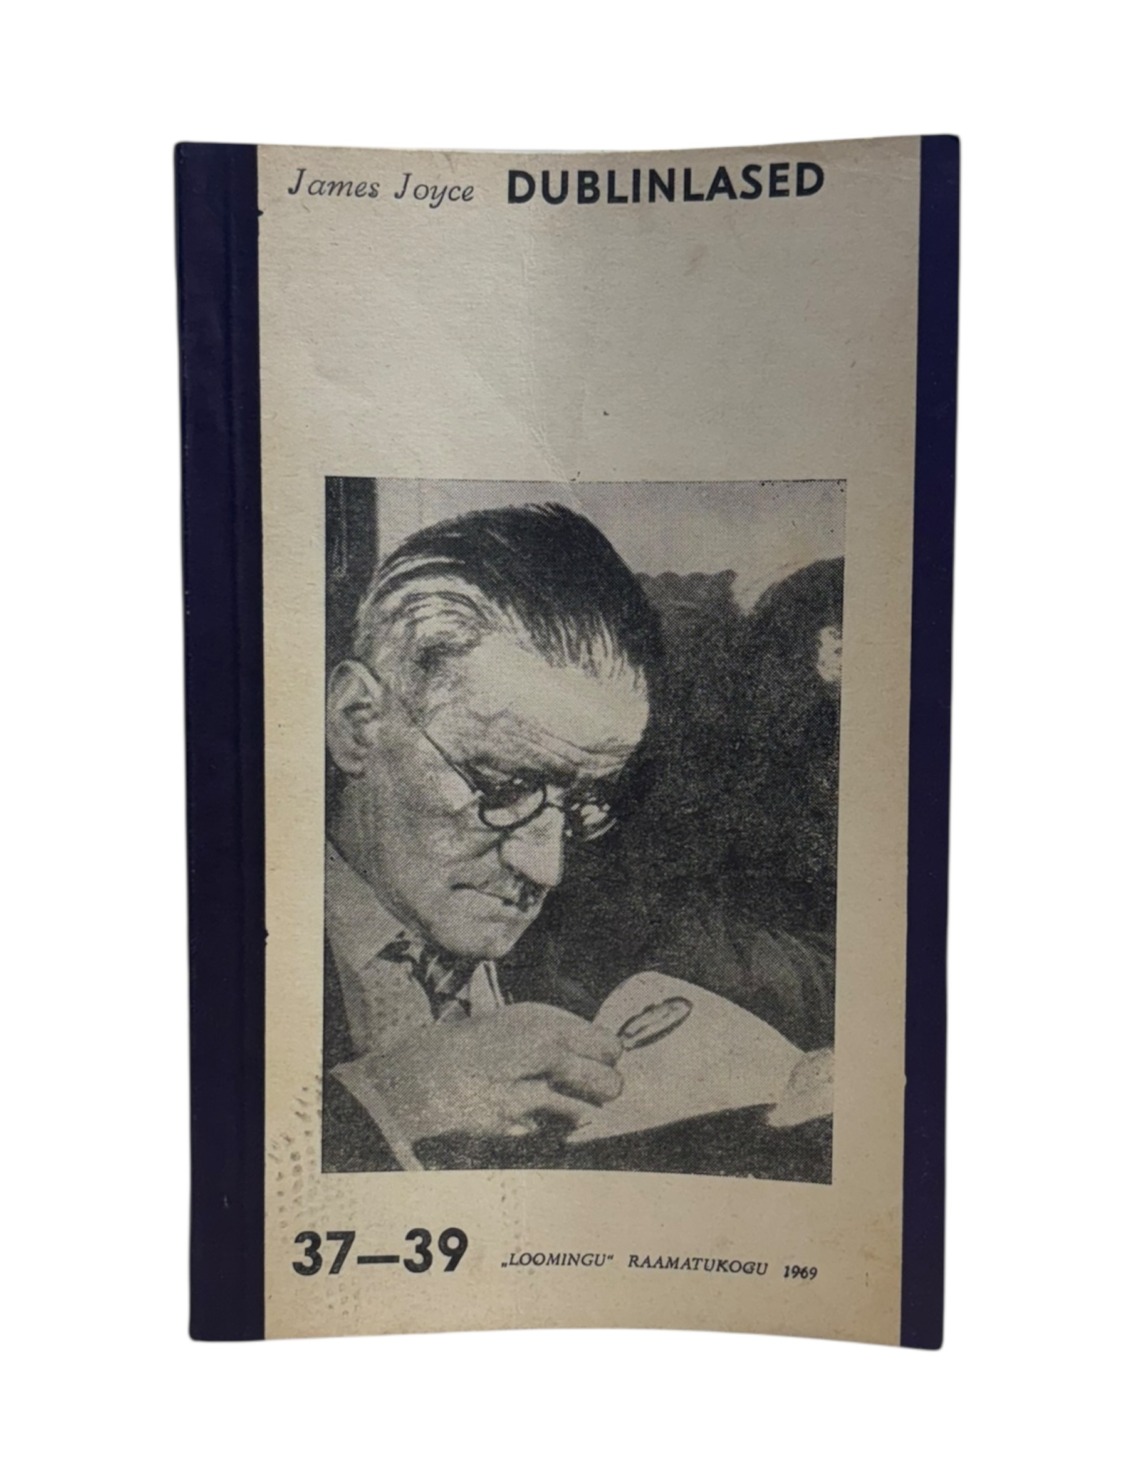 James Joyce DUBLINLASED
37—39 „LOOMINGU“ RAAMATUKOGU 1969